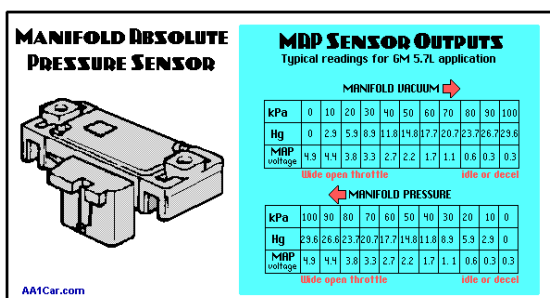 MANIFOLD ABSOLUTE
PRESSURE SENSOR
AA1Car.com
MAP SENSOR OUTPUTS
Typical readings for GM 5.7L application
MANIFOLD VACUUM
kPa 0 10 20 30 40 50 60 70 80 90 100
Hg 0 2.9 5.9 8.9 11.8 14.8 17.7 20.7 23.7 26.7 29.6
MAP voltage 4.9 4.4 3.8 3.3 2.7 2.2 1.7 1.1 0.6 0.3 0.3
Wide open throttle idle or decel
MANIFOLD PRESSURE
kPa 100 90 80 70 60 50 40 30 20 10 0
Hg 29.6 26.6 23.7 20.7 17.7 14.8 11.8 8.9 5.9 2.9 0
MAP voltage 4.9 4.4 3.8 3.3 2.7 2.2 1.7 1.1 0.6 0.3 0.3
Wide open throttle idle or decel